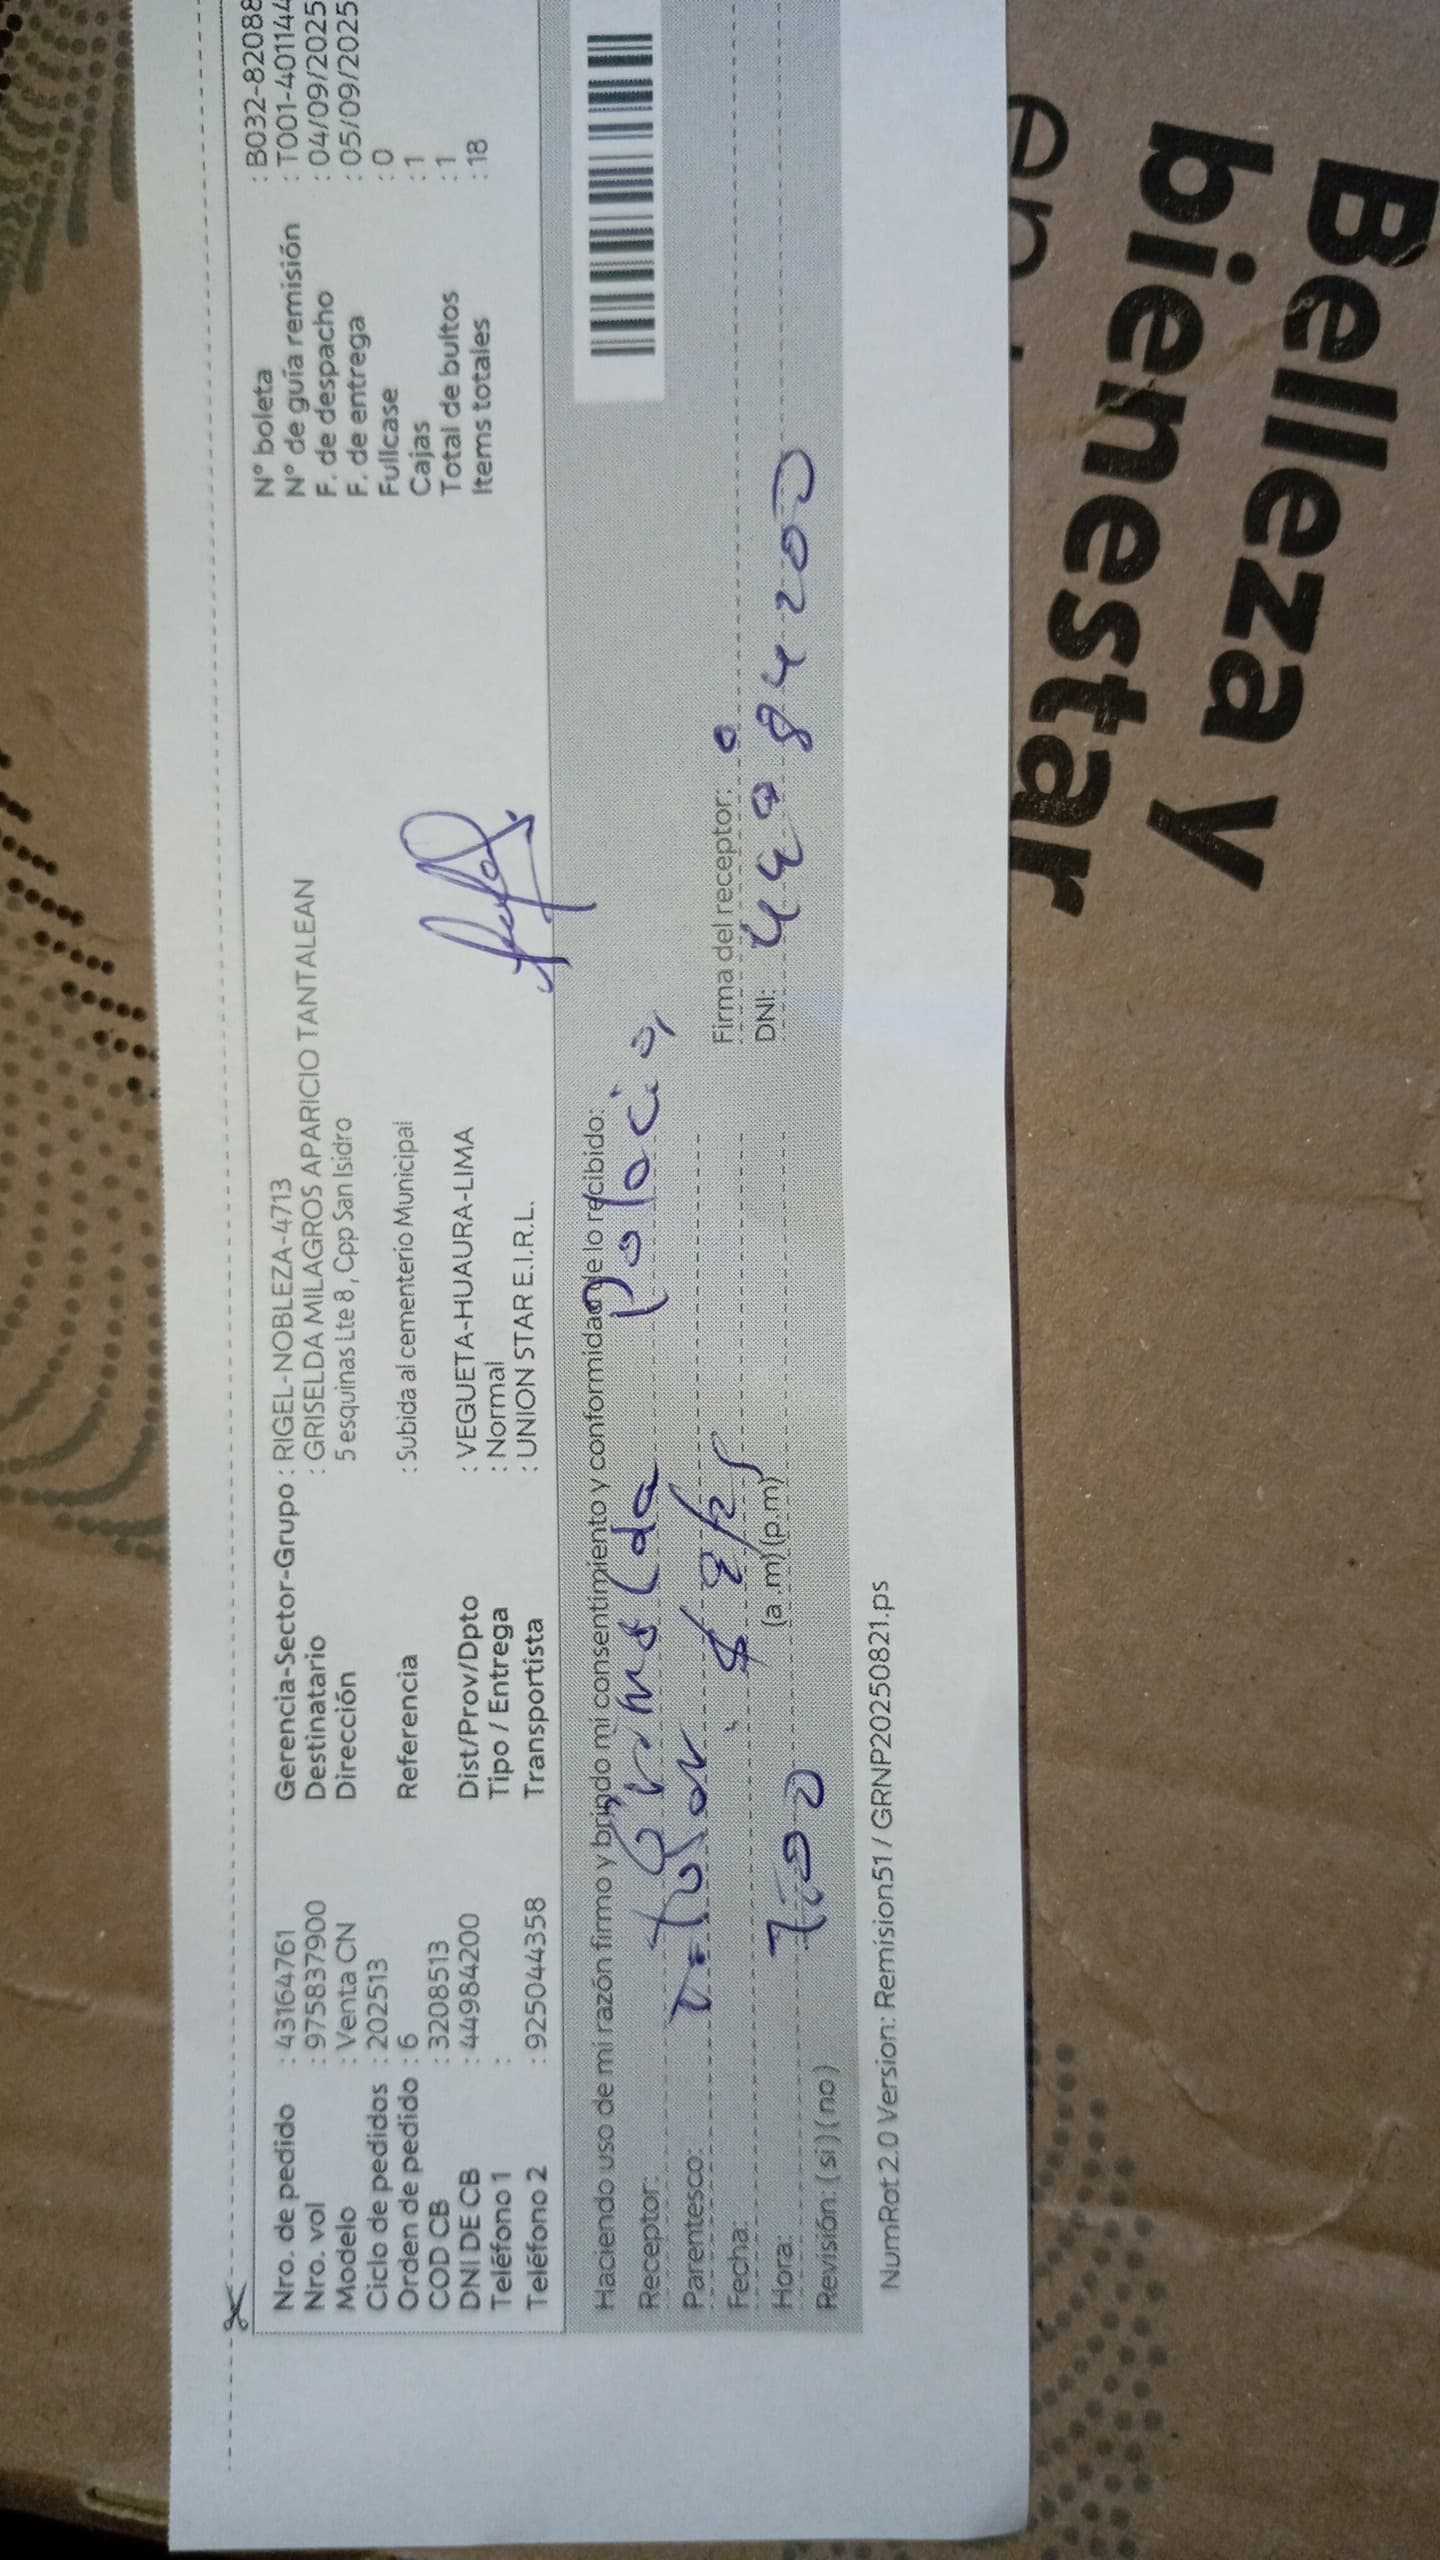 Nro. de pedido : 43164761 Gerencia-Sector-Grupo : RIGEL-NOBLEZA-4713 N° boleta : B032-82088
Nro. vol : 975837900 Destinatario : GRISELDA MILAGROS APARICIO TANTALEAN N° de guía remisión : T001-401144
Modelo : Venta CN Dirección 5 esquinas Lte 8 , Cpp San Isidro F. de despacho : 04/09/2025
Ciclo de pedidos : 202513 F. de entrega : 05/09/2025
Orden de pedido : 6 Referencia : Subida al cementerio Municipal Fullcase : 0
COD CB : 3208513 Cajas : 1
DNI DE CB : 44984200 Dist/Prov/Dpto : VEGUETA-HUAURA-LIMA Total de bultos : 1
Teléfono 1 : Tipo / Entrega : Normal Items totales : 18
Teléfono 2 : 925044358 Transportista : UNION STAR E.I.R.L.
Haciendo uso de mi razón firmo y brindo mi consentimiento y conformidad de lo recibido:
Receptor:
Parentesco: Firma del receptor:
Fecha: DNI: 44984200
Hora: 7:00 (a .m) (p.m)
Revisión: ( si ) ( no )
NumRot 2.0 Version: Remision51 / GRNP20250821.ps
Belleza y
bienestar
en